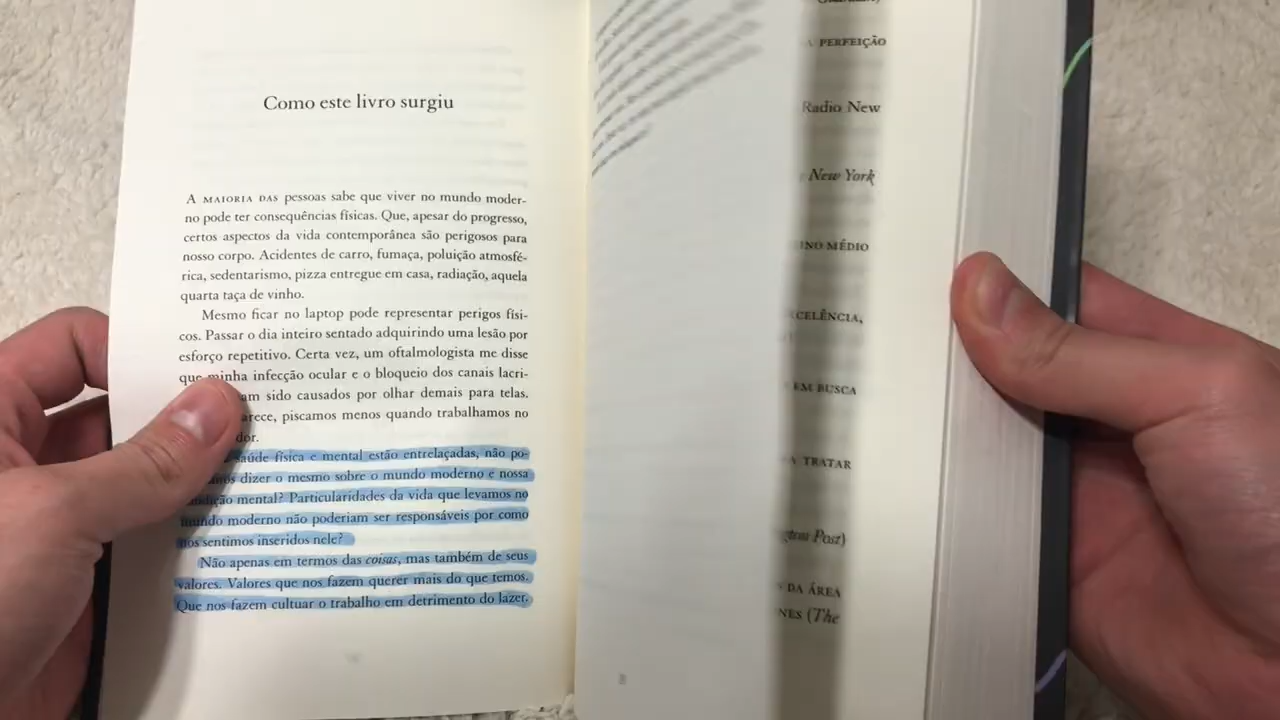 Como este livro surgiu
A MAIORIA DAS pessoas sabe que viver no mundo moder-
no pode ter consequências físicas. Que, apesar do progresso,
certos aspectos da vida contemporânea são perigosos para
nosso corpo. Acidentes de carro, fumaça, poluição atmosfé-
rica, sedentarismo, pizza entregue em casa, radiação, aquela
quarta taça de vinho.
Mesmo ficar no laptop pode representar perigos físi-
cos. Passar o dia inteiro sentado adquirindo uma lesão por
esforço repetitivo. Certa vez, um oftalmologista me disse
que minha infecção ocular e o bloqueio dos canais lacri-
am sido causados por olhar demais para telas.
arece, piscamos menos quando trabalhamos no
dor.
saúde física e mental estão entrelaçadas, não po-
mos dizer o mesmo sobre o mundo moderno e nossa
condição mental? Particularidades da vida que levamos no
mundo moderno não poderiam ser responsáveis por como
nos sentimos inseridos nele?
Não apenas em termos das coisas, mas também de seus
valores. Valores que nos fazem querer mais do que temos.
Que nos fazem cultuar o trabalho em detrimento do lazer.
A PERFEIÇÃO
Radio New
New York
INO MÉDIO
CELÊNCIA,
EM BUSCA
A TRATAR
gton Post)
S DA ÁREA
NES (The